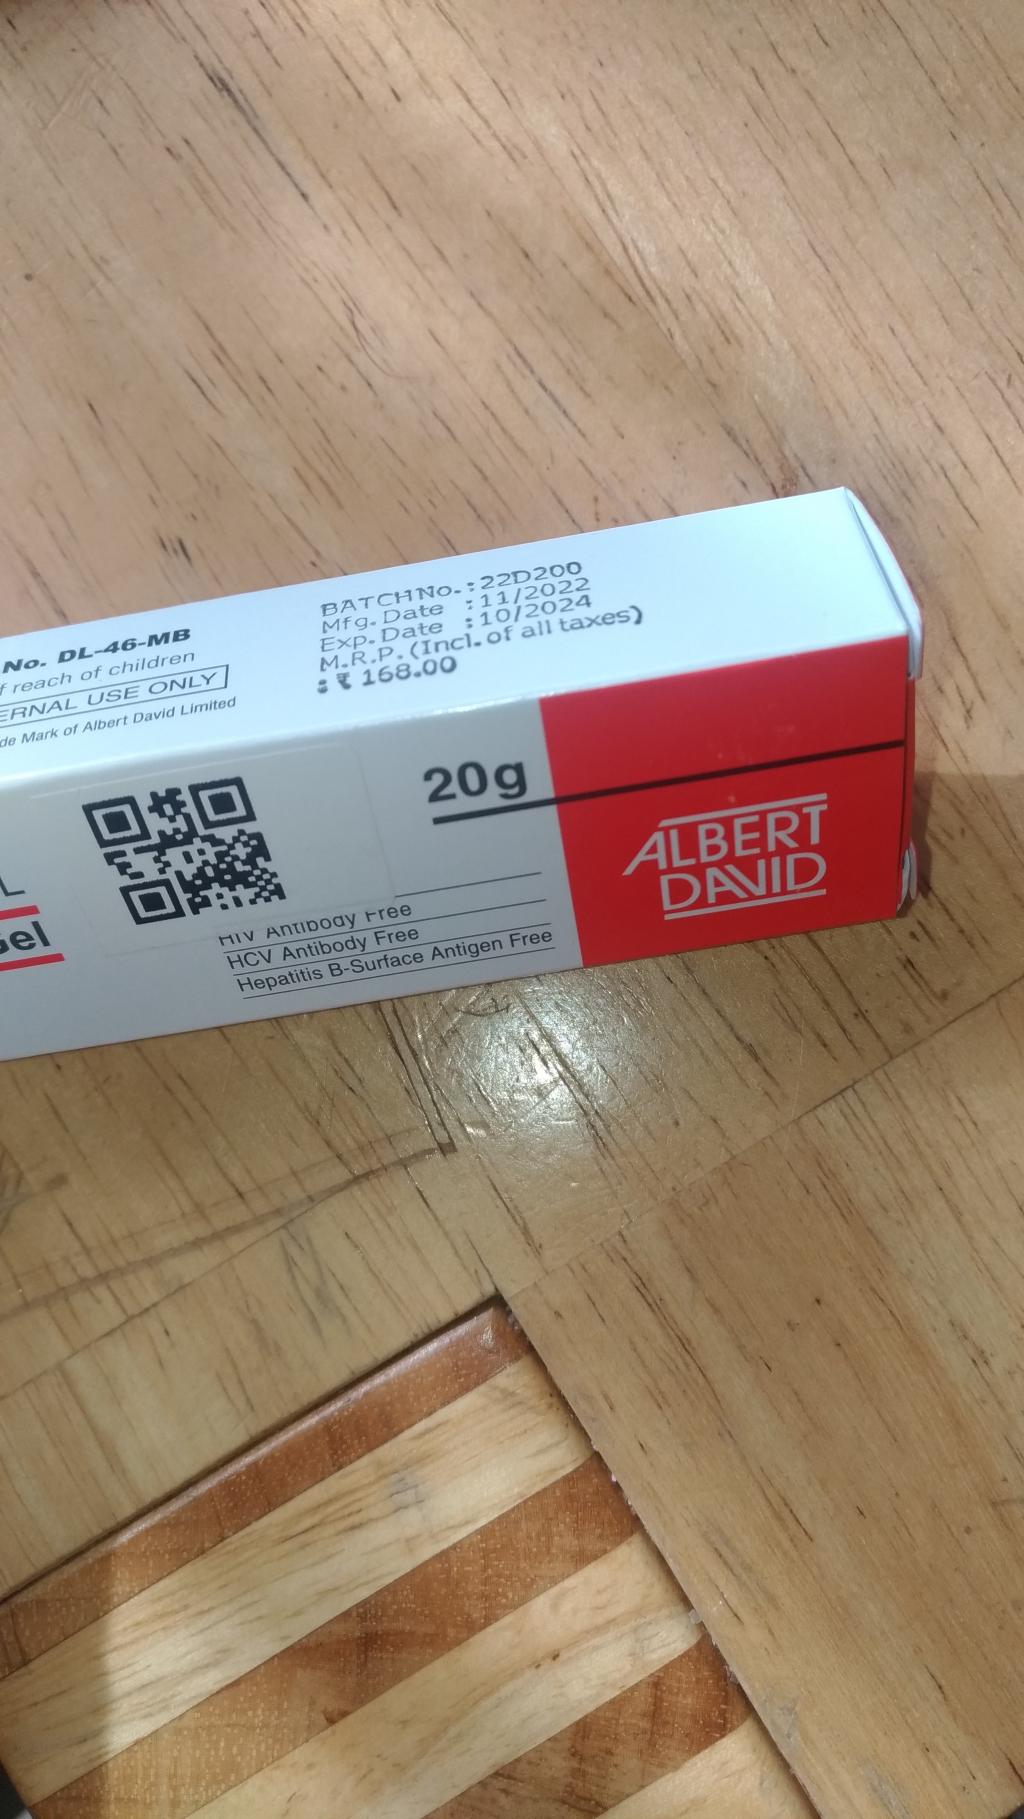 No. DL-46-MB
f reach of children
ERNAL USE ONLY
de Mark of Albert David Limited
BATCH No. : 22D200
Mfg. Date : 11/2022
Exp. Date : 10/2024
M.R.P. (Incl. of all taxes)
: ₹ 168.00
L
Gel
20g
HIV Antibody Free
HCV Antibody Free
Hepatitis B-Surface Antigen Free
ALBERT
DAVID